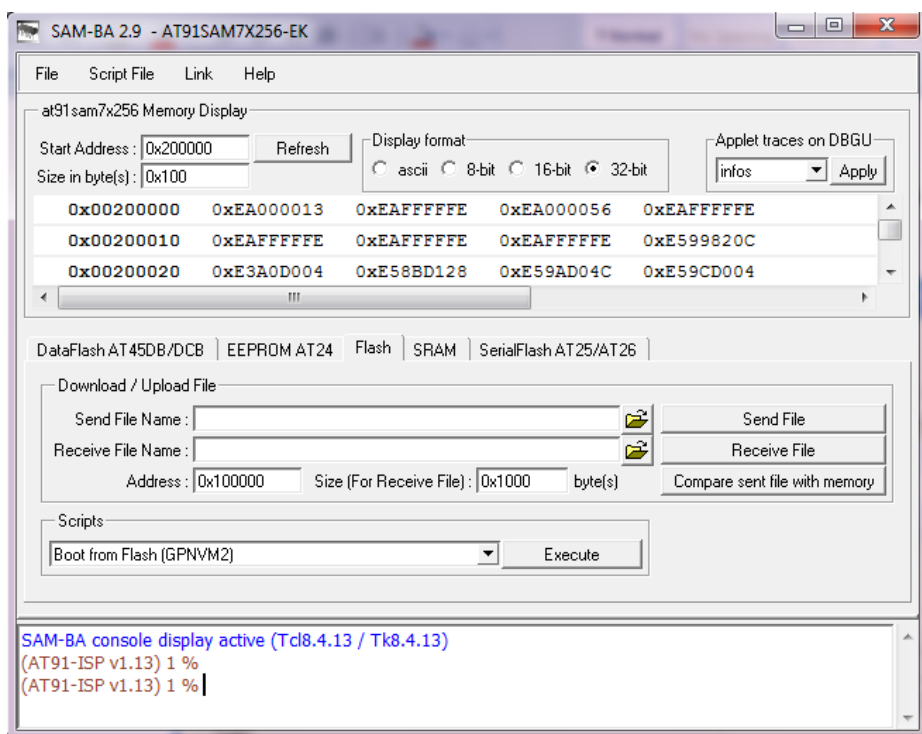 SAM-BA 2.9 - AT91SAM7X256-EK
File Script File Link Help
at91sam7x256 Memory Display
Start Address : 0x200000 Refresh
Size in byte(s) : 0x100
Display format
ascii 8-bit 16-bit 32-bit
Applet traces on DBGU
infos Apply
0x00200000 0xEA000013 0xEAFFFFFE 0xEA000056 0xEAFFFFFE
0x00200010 0xEAFFFFFE 0xEAFFFFFE 0xEAFFFFFE 0xE599820C
0x00200020 0xE3A0D004 0xE58BD128 0xE59AD04C 0xE59CD004
DataFlash AT45DB/DCB EEPROM AT24 Flash SRAM SerialFlash AT25/AT26
Download / Upload File
Send File Name : Send File
Receive File Name : Receive File
Address : 0x100000 Size (For Receive File) : 0x1000 byte(s) Compare sent file with memory
Scripts
Boot from Flash (GPNVM2) Execute
SAM-BA console display active (Tcl8.4.13 / Tk8.4.13)
(AT91-ISP v1.13) 1 %
(AT91-ISP v1.13) 1 %